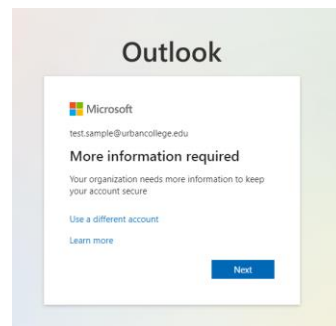 Outlook
Microsoft
test.sample@urbancollege.edu
More information required
Your organization needs more information to keep
your account secure
Use a different account
Learn more
Next